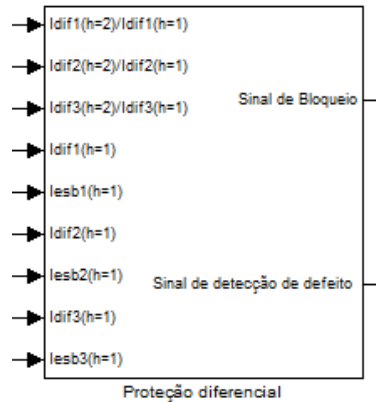 Idif1(h=2)/Idif1(h=1)
Idif2(h=2)/Idif2(h=1)
Idif3(h=2)/Idif3(h=1)
Idif1(h=1)
Iesb1(h=1)
Idif2(h=1)
Iesb2(h=1)
Idif3(h=1)
Iesb3(h=1)
Sinal de Bloqueio
Sinal de detecção de defeito
Proteção diferencial